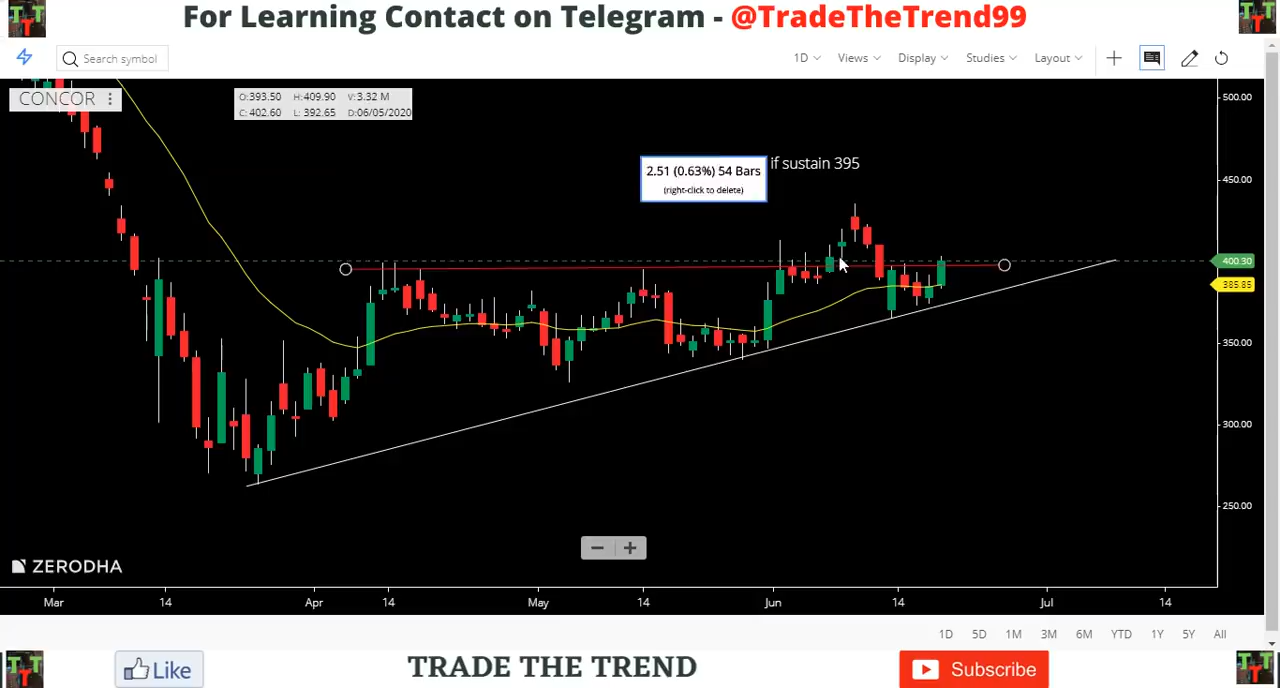 For Learning Contact on Telegram - @TradeTheTrend99
Search symbol
1D Views Display Studies Layout
CONCOR
O:393.50 H:409.90 V:3.32 M
C: 402.60 L: 392.65 D:06/05/2020
2.51 (0.63%) 54 Bars
(right-click to delete)
if sustain 395
500.00
450.00
400.30
385.85
350.00
300.00
250.00
ZERODHA
Mar 14 Apr 14 May 14 Jun 14 Jul 14
1D 5D 1M 3M 6M YTD 1Y 5Y All
Like
TRADE THE TREND
Subscribe